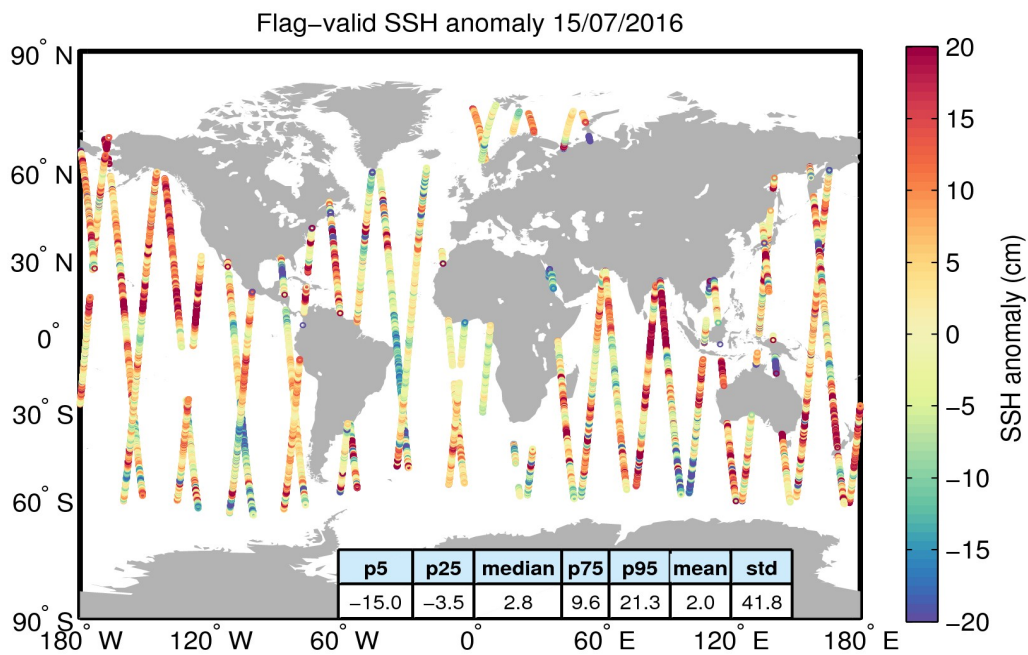 Flag−valid SSH anomaly 15/07/2016
90° N
60° N
30° N
0°
30° S
60° S
90° S
180° W
120° W
60° W
0°
60° E
120° E
180° E
p5 p25 median p75 p95 mean std
−15.0 −3.5 2.8 9.6 21.3 2.0 41.8
20
15
10
5
0
−5
−10
−15
−20
SSH anomaly (cm)